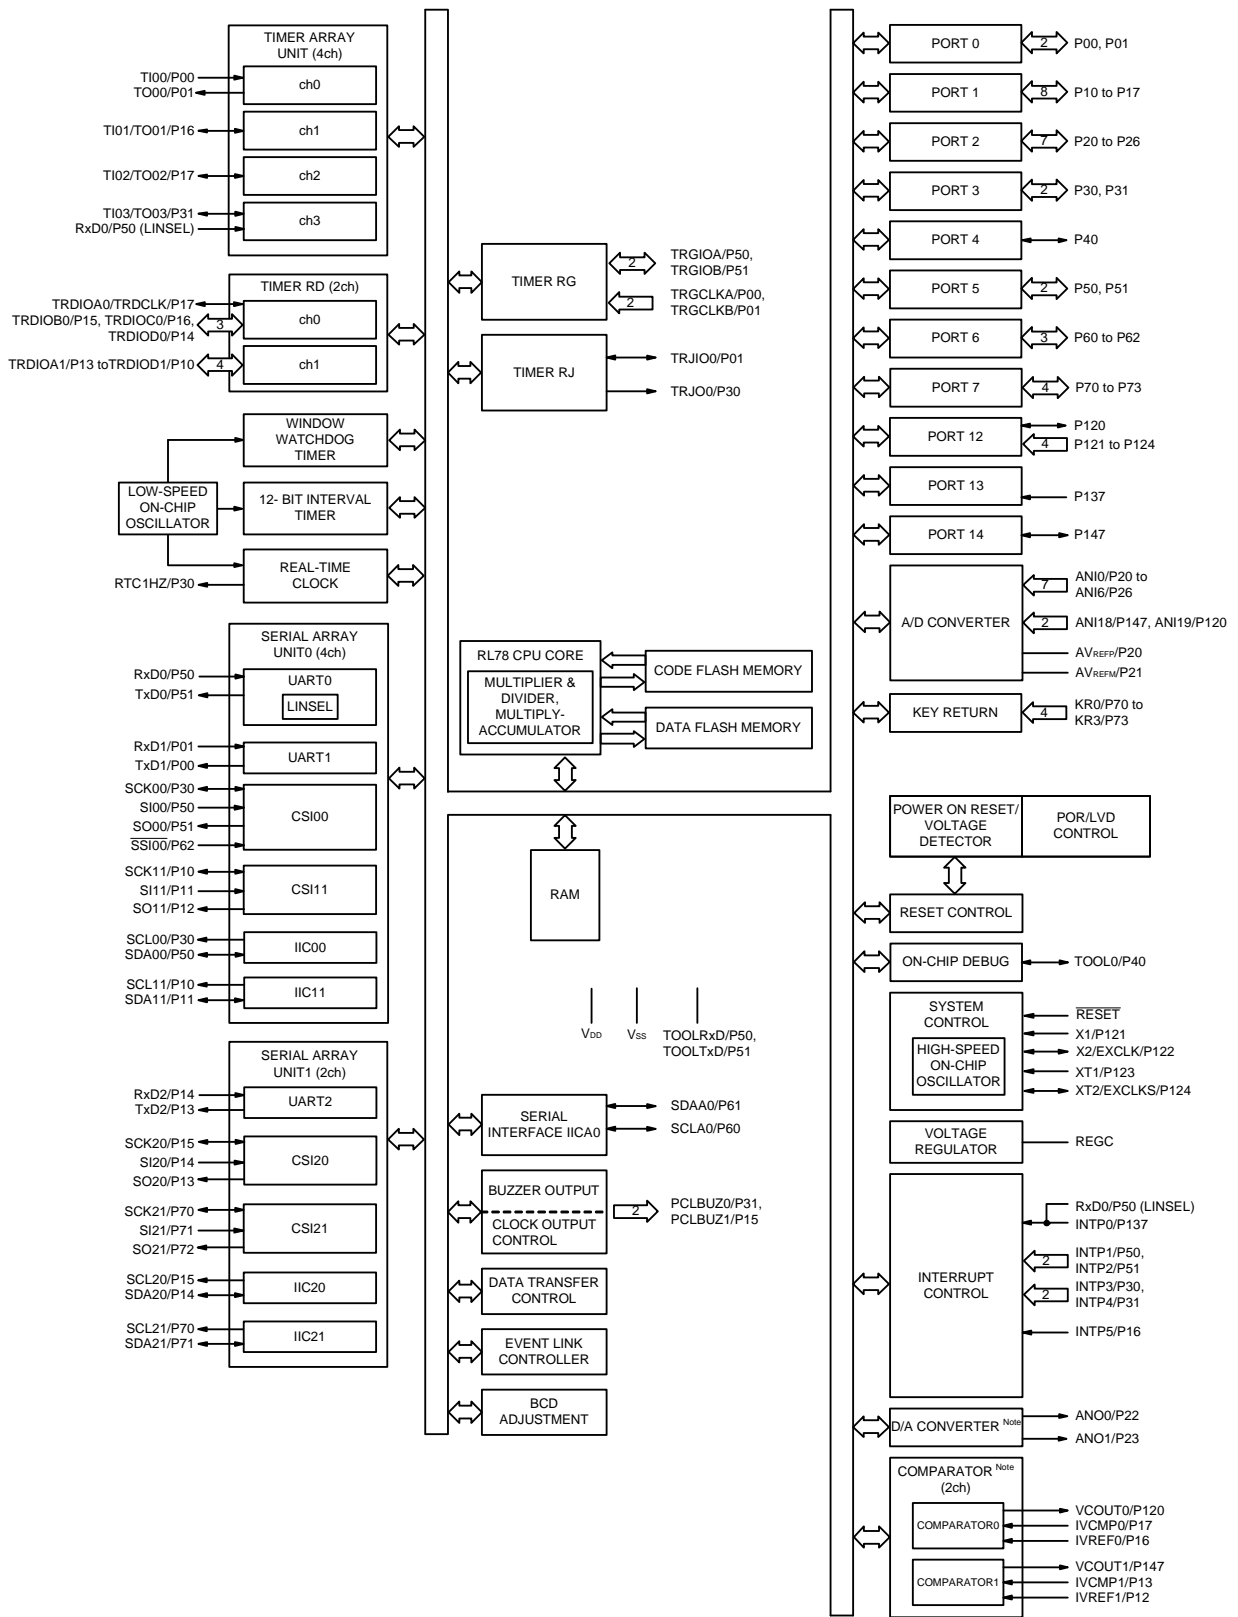 TIMER ARRAY
UNIT (4ch)
TI00/P00
TO00/P01
ch0
TI01/TO01/P16
ch1
TI02/TO02/P17
ch2
TI03/TO03/P31
RxD0/P50 (LINSEL)
ch3
TIMER RD (2ch)
TRDIOA0/TRDCLK/P17
TRDIOB0/P15, TRDIOC0/P16,
TRDIOD0/P14
3
ch0
TRDIOA1/P13 toTRDIOD1/P10
4
ch1
WINDOW
WATCHDOG
TIMER
LOW-SPEED
ON-CHIP
OSCILLATOR
12- BIT INTERVAL
TIMER
REAL-TIME
CLOCK
RTC1HZ/P30
SERIAL ARRAY
UNIT0 (4ch)
RxD0/P50
TxD0/P51
UART0
LINSEL
RxD1/P01
TxD1/P00
UART1
SCK00/P30
SI00/P50
SO00/P51
SSI00/P62
CSI00
SCK11/P10
SI11/P11
SO11/P12
CSI11
SCL00/P30
SDA00/P50
IIC00
SCL11/P10
SDA11/P11
IIC11
SERIAL ARRAY
UNIT1 (2ch)
RxD2/P14
TxD2/P13
UART2
SCK20/P15
SI20/P14
SO20/P13
CSI20
SCK21/P70
SI21/P71
SO21/P72
CSI21
SCL20/P15
SDA20/P14
IIC20
SCL21/P70
SDA21/P71
IIC21
TIMER RG
2
TRGIOA/P50,
TRGIOB/P51
2
TRGCLKA/P00,
TRGCLKB/P01
TIMER RJ
TRJIO0/P01
TRJO0/P30
RL78 CPU CORE
MULTIPLIER &
DIVIDER,
MULTIPLY-
ACCUMULATOR
CODE FLASH MEMORY
DATA FLASH MEMORY
RAM
VDD
VSS
TOOLRxD/P50,
TOOLTxD/P51
SERIAL
INTERFACE IICA0
SDAA0/P61
SCLA0/P60
BUZZER OUTPUT
CLOCK OUTPUT
CONTROL
2
PCLBUZ0/P31,
PCLBUZ1/P15
DATA TRANSFER
CONTROL
EVENT LINK
CONTROLLER
BCD
ADJUSTMENT
PORT 0
2
P00, P01
PORT 1
8
P10 to P17
PORT 2
7
P20 to P26
PORT 3
2
P30, P31
PORT 4
P40
PORT 5
2
P50, P51
PORT 6
3
P60 to P62
PORT 7
4
P70 to P73
PORT 12
P120
4
P121 to P124
PORT 13
P137
PORT 14
P147
A/D CONVERTER
7
ANI0/P20 to
ANI6/P26
2
ANI18/P147, ANI19/P120
AVREFP/P20
AVREFM/P21
KEY RETURN
4
KR0/P70 to
KR3/P73
POWER ON RESET/
VOLTAGE
DETECTOR
POR/LVD
CONTROL
RESET CONTROL
ON-CHIP DEBUG
TOOL0/P40
SYSTEM
CONTROL
HIGH-SPEED
ON-CHIP
OSCILLATOR
RESET
X1/P121
X2/EXCLK/P122
XT1/P123
XT2/EXCLKS/P124
VOLTAGE
REGULATOR
REGC
INTERRUPT
CONTROL
RxD0/P50 (LINSEL)
INTP0/P137
2
INTP1/P50,
INTP2/P51
2
INTP3/P30,
INTP4/P31
INTP5/P16
D/A CONVERTER Note
ANO0/P22
ANO1/P23
COMPARATOR Note
(2ch)
COMPARATOR0
VCOUT0/P120
IVCMP0/P17
IVREF0/P16
COMPARATOR1
VCOUT1/P147
IVCMP1/P13
IVREF1/P12